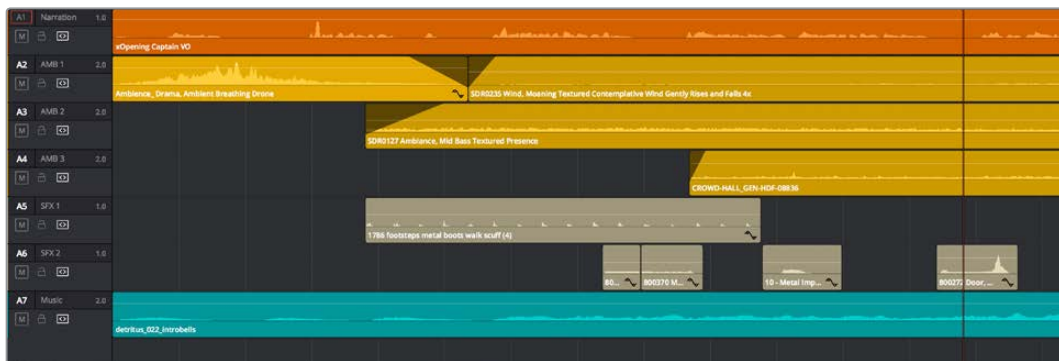 A1 Narration 1.0
M
xOpening Captain VO
A2 AMB 1 2.0
M
Ambience_ Drama, Ambient Breathing Drone
SDR0235 Wind, Moaning Textured Contemplative Wind Gently Rises and Falls 4x
A3 AMB 2 2.0
M
SDR0127 Ambiance, Mid Bass Textured Presence
A4 AMB 3 2.0
M
CROWD-HALL_GEN-HDF-08836
A5 SFX 1 1.0
M
1786 footsteps metal boots walk scuff (4)
A6 SFX 2 1.0
M
80... 800370 M... 10 - Metal Imp... 800272 Door, ...
A7 Music 2.0
M
detritus_022_introbells